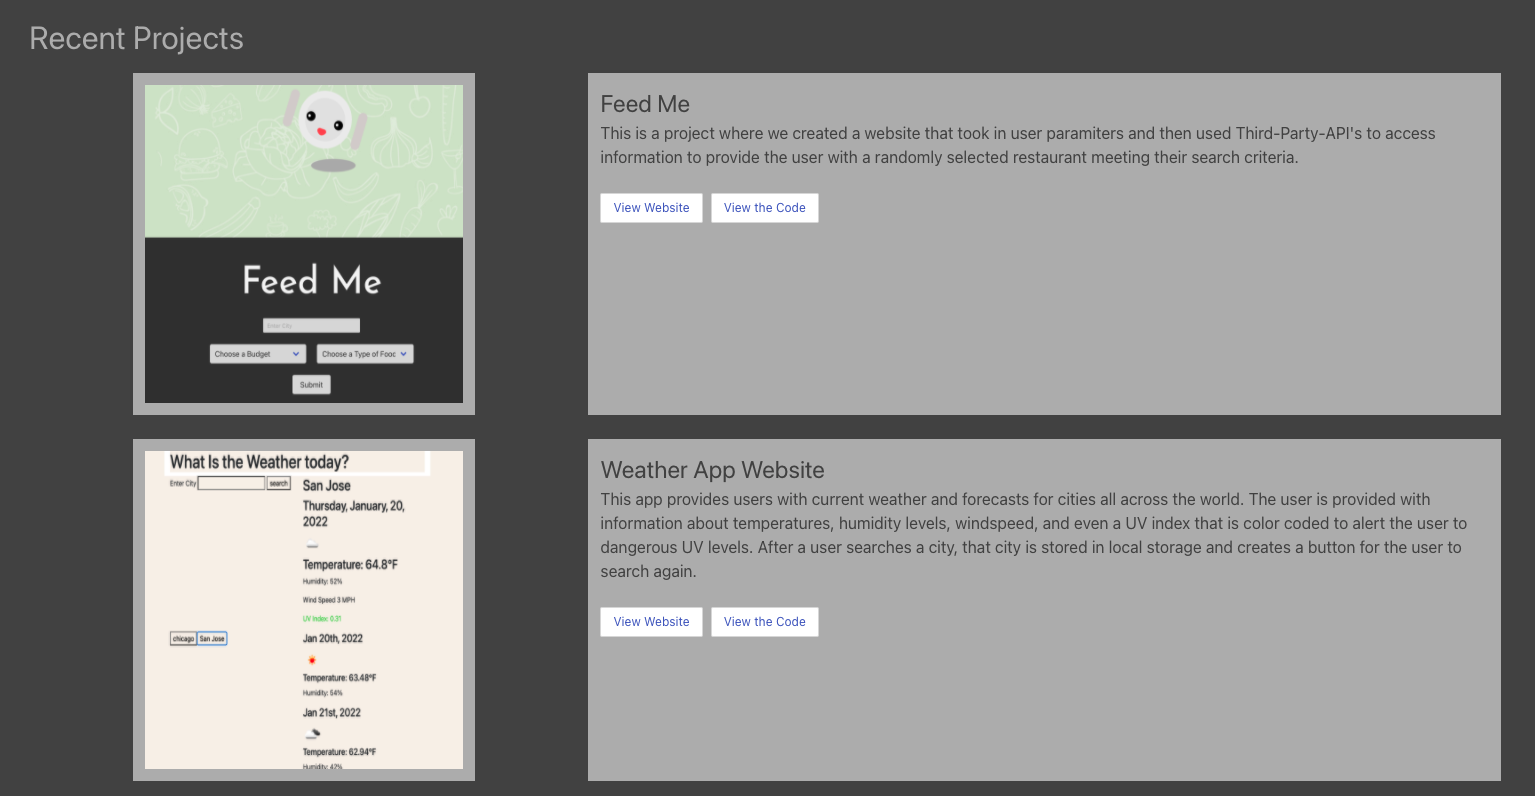 Recent Projects
Feed Me
Enter City
Choose a Budget
Choose a Type of Food
Submit
Feed Me
This is a project where we created a website that took in user paramiters and then used Third-Party-API's to access
information to provide the user with a randomly selected restaurant meeting their search criteria.
View Website
View the Code
What Is the Weather today?
Enter City
search
San Jose
Thursday, January, 20,
2022
Temperature: 64.8°F
Humidity: 52%
Wind Speed 3 MPH
UV Index: 0.31
chicago
San Jose
Jan 20th, 2022
Temperature: 63.48°F
Humidity: 54%
Jan 21st, 2022
Temperature: 62.94°F
Humidity: 42%
Weather App Website
This app provides users with current weather and forecasts for cities all across the world. The user is provided with
information about temperatures, humidity levels, windspeed, and even a UV index that is color coded to alert the user to
dangerous UV levels. After a user searches a city, that city is stored in local storage and creates a button for the user to
search again.
View Website
View the Code